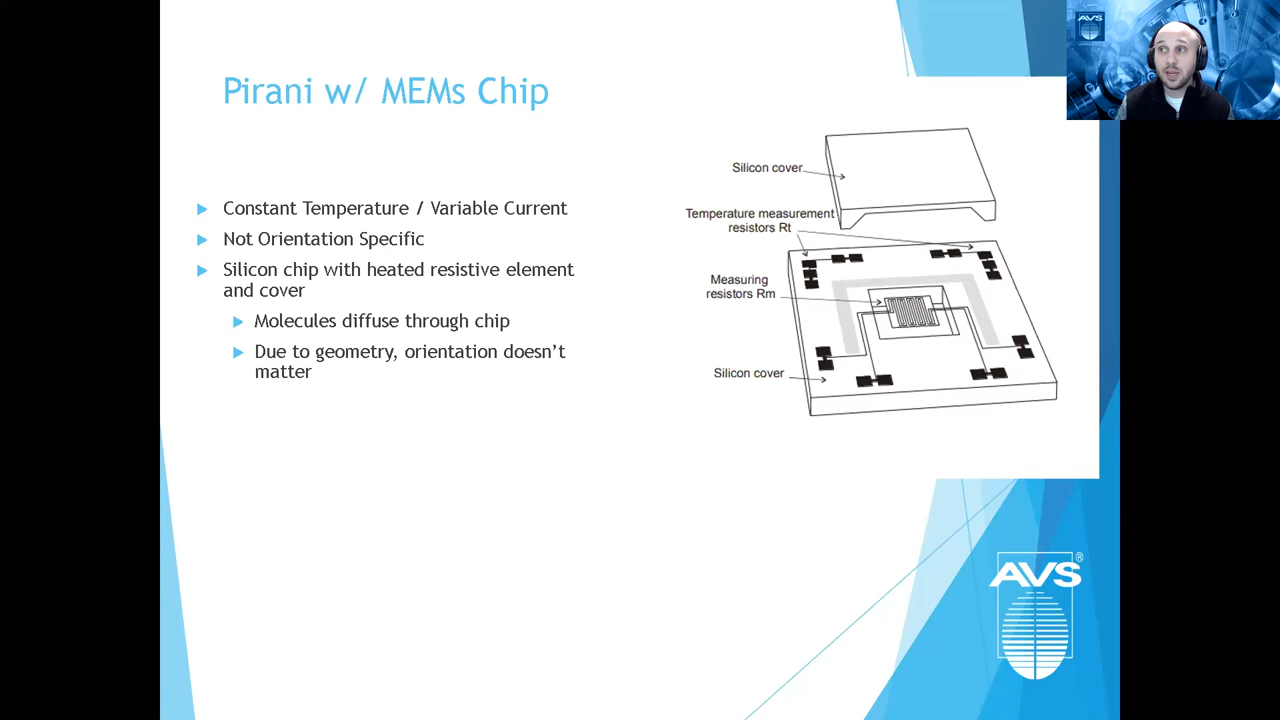 AVS
Pirani w/ MEMs Chip
Constant Temperature / Variable Current
Not Orientation Specific
Silicon chip with heated resistive element
and cover
Molecules diffuse through chip
Due to geometry, orientation doesn't
matter
Silicon cover
Temperature measurement
resistors Rt
Measuring
resistors Rm
Silicon cover
AVS®